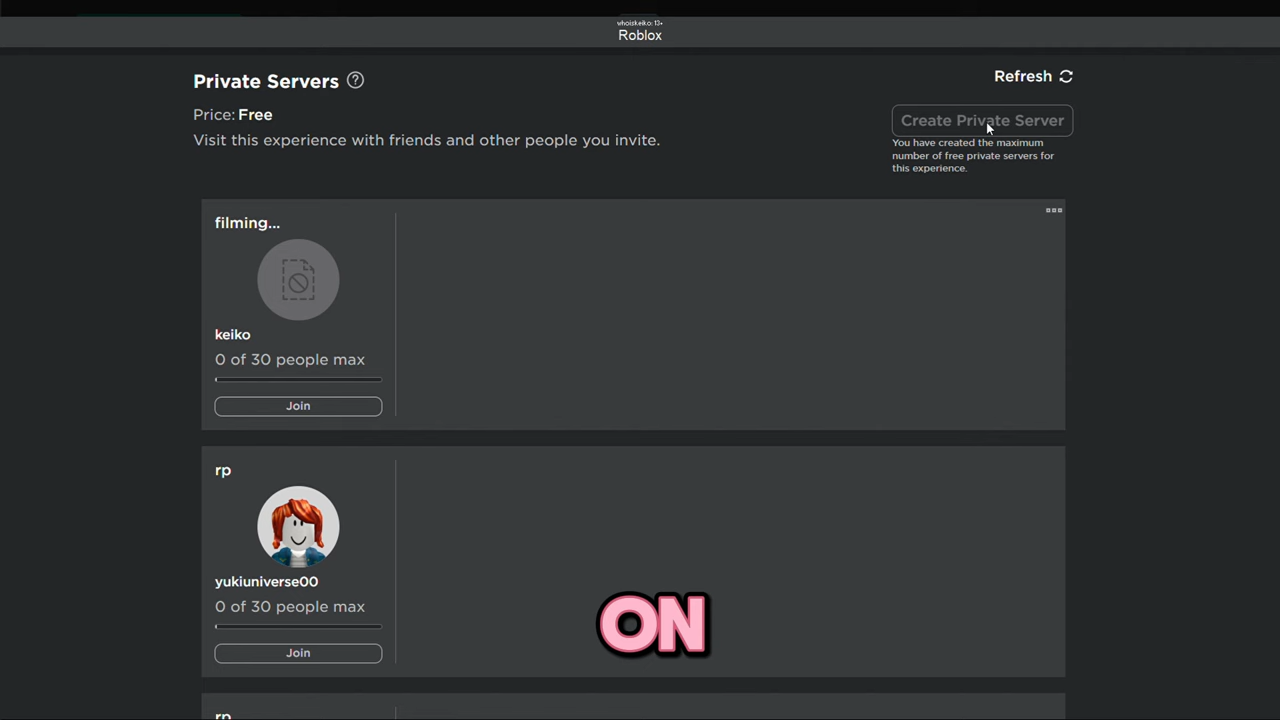 whoiskeiko: 13+
Roblox
Private Servers ?
Refresh
Price: Free
Create Private Server
Visit this experience with friends and other people you invite.
You have created the maximum
number of free private servers for
this experience.
filming...
keiko
0 of 30 people max
Join
rp
yukiuniverse00
0 of 30 people max
Join
ON
rp